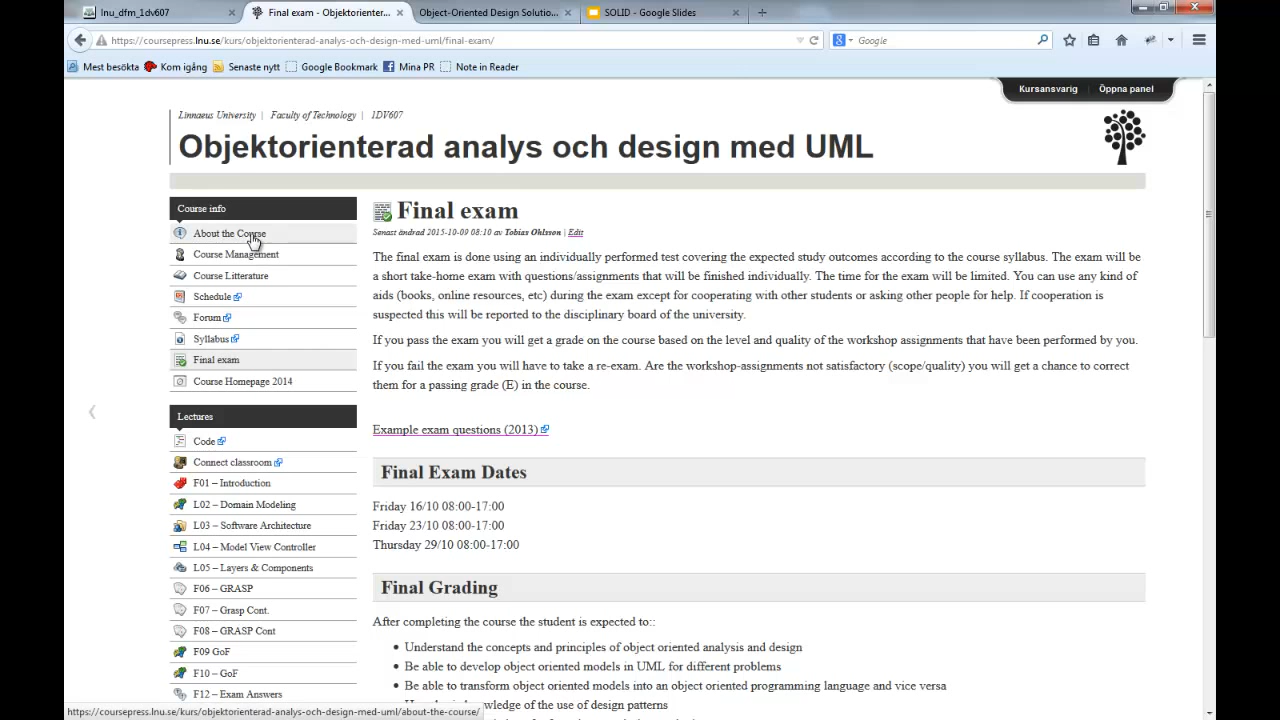 lnu_dfm_1dv607
Final exam - Objektorienter...
Object-Oriented Design Solutio...
SOLID - Google Slides
https://coursepress.lnu.se/kurs/objektorienterad-analys-och-design-med-uml/final-exam/
Google
Mest besökta
Kom igång
Senaste nytt
Google Bookmark
Mina PR
Note in Reader
Kursansvarig
Öppna panel
Linnaeus University | Faculty of Technology | 1DV607
Objektorienterad analys och design med UML
Course info
About the Course
Course Management
Course Litterature
Schedule
Forum
Syllabus
Final exam
Course Homepage 2014
Lectures
Code
Connect classroom
F01 – Introduction
L02 – Domain Modeling
L03 – Software Architecture
L04 – Model View Controller
L05 – Layers & Components
F06 – GRASP
F07 – Grasp Cont.
F08 – GRASP Cont
F09 GoF
F10 – GoF
F12 – Exam Answers
Final exam
Senast ändrad 2015-10-09 08:10 av Tobias Ohlsson | Edit
The final exam is done using an individually performed test covering the expected study outcomes according to the course syllabus. The exam will be
a short take-home exam with questions/assignments that will be finished individually. The time for the exam will be limited. You can use any kind of
aids (books, online resources, etc) during the exam except for cooperating with other students or asking other people for help. If cooperation is
suspected this will be reported to the disciplinary board of the university.
If you pass the exam you will get a grade on the course based on the level and quality of the workshop assignments that have been performed by you.
If you fail the exam you will have to take a re-exam. Are the workshop-assignments not satisfactory (scope/quality) you will get a chance to correct
them for a passing grade (E) in the course.
Example exam questions (2013)
Final Exam Dates
Friday 16/10 08:00-17:00
Friday 23/10 08:00-17:00
Thursday 29/10 08:00-17:00
Final Grading
After completing the course the student is expected to::
Understand the concepts and principles of object oriented analysis and design
Be able to develop object oriented models in UML for different problems
Be able to transform object oriented models into an object oriented programming language and vice versa
knowledge of the use of design patterns
https://coursepress.lnu.se/kurs/objektorienterad-analys-och-design-med-uml/about-the-course/